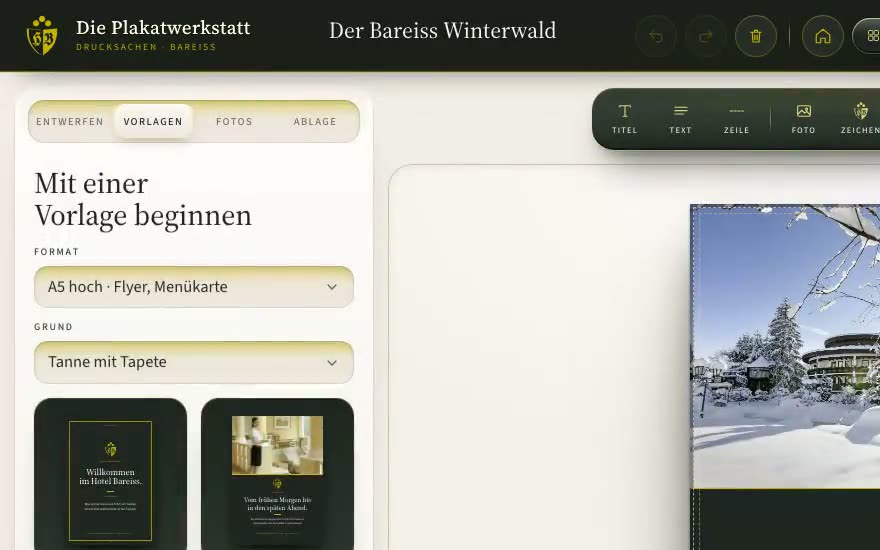 Die Plakatwerkstatt
DRUCKSACHEN · BAREISS
Der Bareiss Winterwald
ENTWERFEN
VORLAGEN
FOTOS
ABLAGE
TITEL
TEXT
ZEILE
FOTO
ZEICHEN
Mit einer
Vorlage beginnen
FORMAT
A5 hoch · Flyer, Menükarte
GRUND
Tanne mit Tapete
Willkommen
im Hotel Bareiss.
Vom frühen Morgen bis
in den späten Abend.